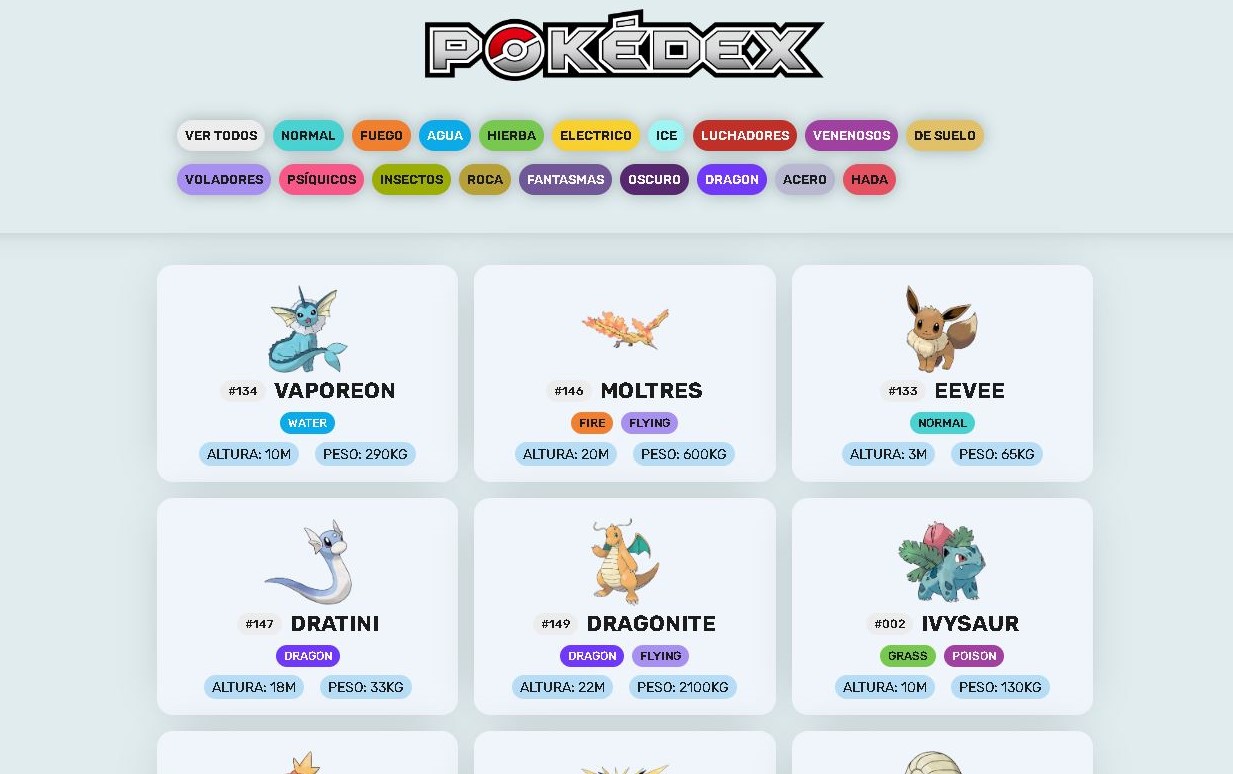 POKÉDEX
VER TODOS NORMAL FUEGO AGUA HIERBA ELECTRICO ICE LUCHADORES VENENOSOS DE SUELO
VOLADORES PSÍQUICOS INSECTOS ROCA FANTASMAS OSCURO DRAGON ACERO HADA
#134 VAPOREON
WATER
ALTURA: 10M PESO: 290KG
#146 MOLTRES
FIRE FLYING
ALTURA: 20M PESO: 600KG
#133 EEVEE
NORMAL
ALTURA: 3M PESO: 65KG
#147 DRATINI
DRAGON
ALTURA: 18M PESO: 33KG
#149 DRAGONITE
DRAGON FLYING
ALTURA: 22M PESO: 2100KG
#002 IVYSAUR
GRASS POISON
ALTURA: 10M PESO: 130KG